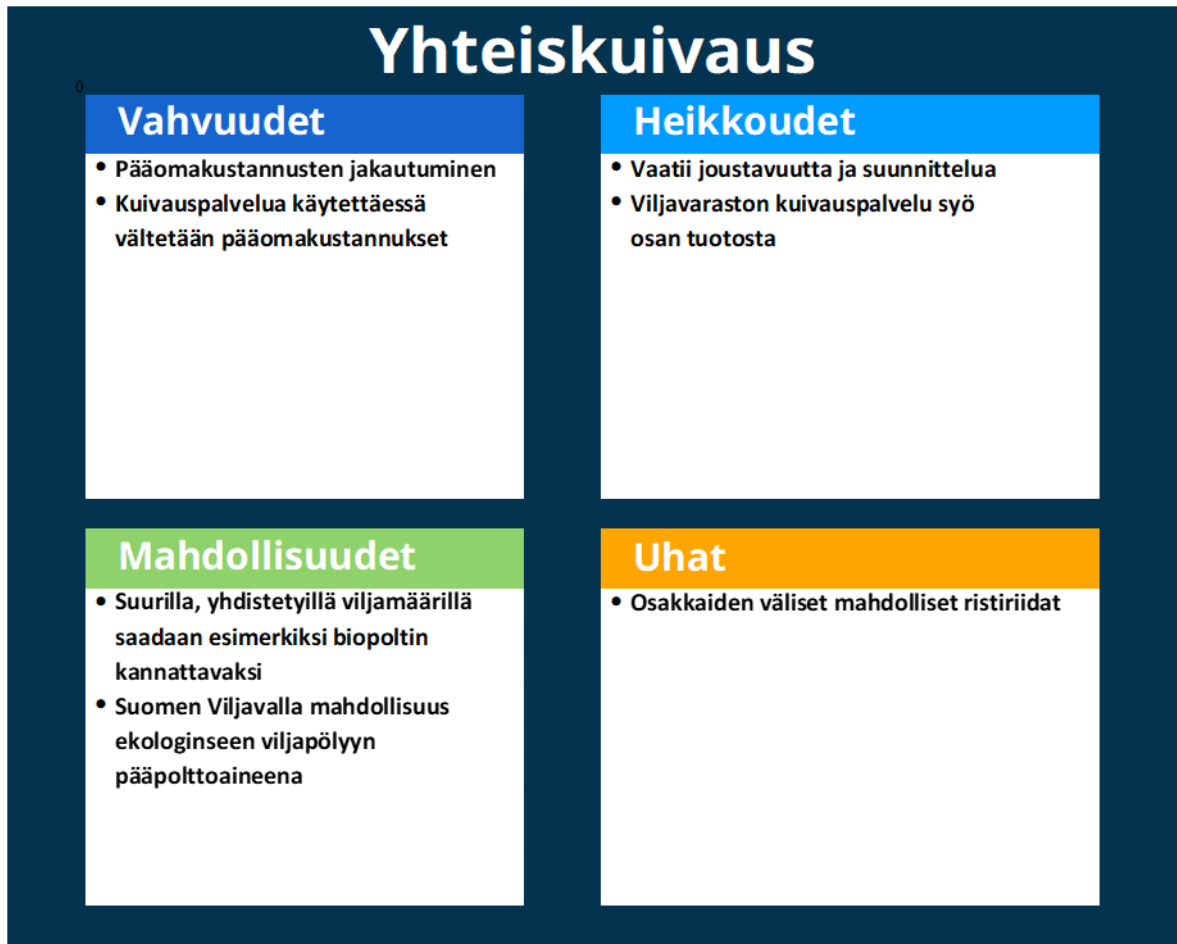 Yhteiskuivaus
0
Vahvuudet
• Pääomakustannusten jakautuminen
• Kuivauspalvelua käytettäessä
vältetään pääomakustannukset
Heikkoudet
• Vaatii joustavuutta ja suunnittelua
• Viljavaraston kuivauspalvelu syö
osan tuotosta
Mahdollisuudet
• Suurilla, yhdistetyillä viljamäärillä
saadaan esimerkiksi biopoltin
kannattavaksi
• Suomen Viljavalla mahdollisuus
ekologinseen viljapölyyn
pääpolttoaineena
Uhat
• Osakkaiden väliset mahdolliset ristiriidat